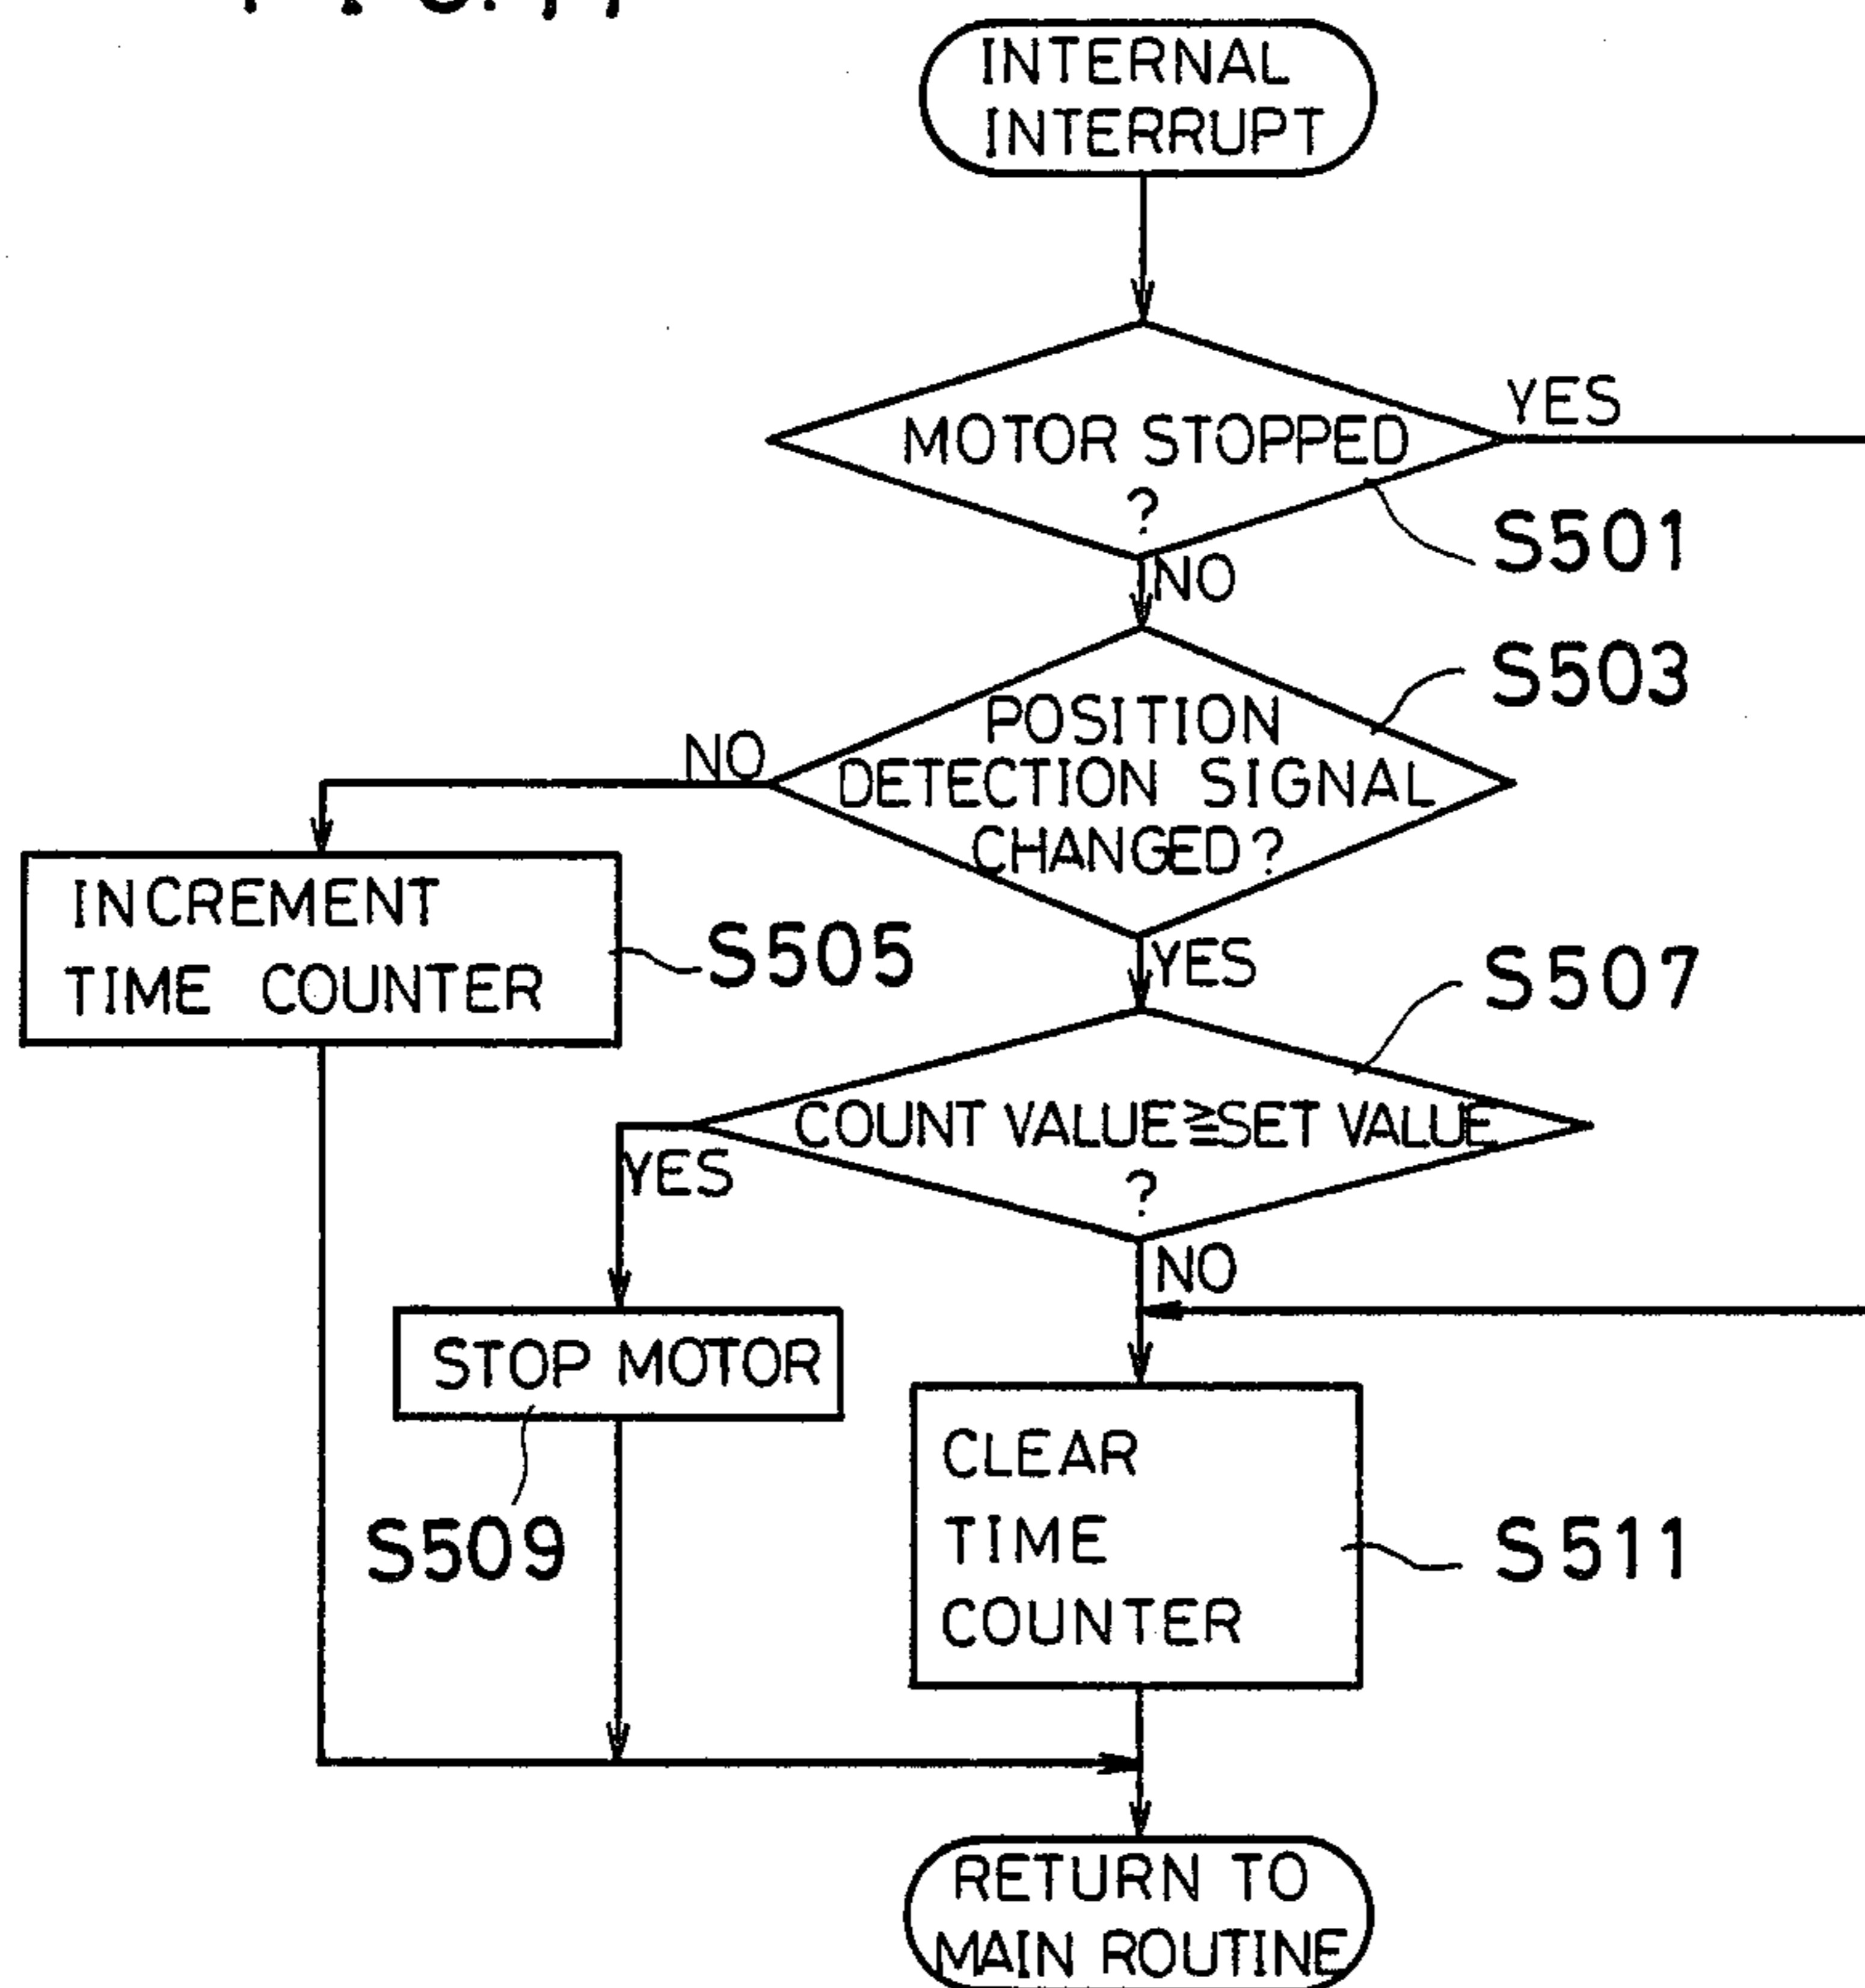 INTERNAL
INTERRUPT
YES
MOTOR STOPPED
?
S501
NO
S503
POSITION
NO
DETECTION SIGNAL
CHANGED?
INCREMENT
TIME COUNTER
S505
YES
S507
COUNT VALUE≧SET VALUE
YES
?
NO
STOP MOTOR
CLEAR
TIME
COUNTER
S509
S511
RETURN TO
MAIN ROUTINE